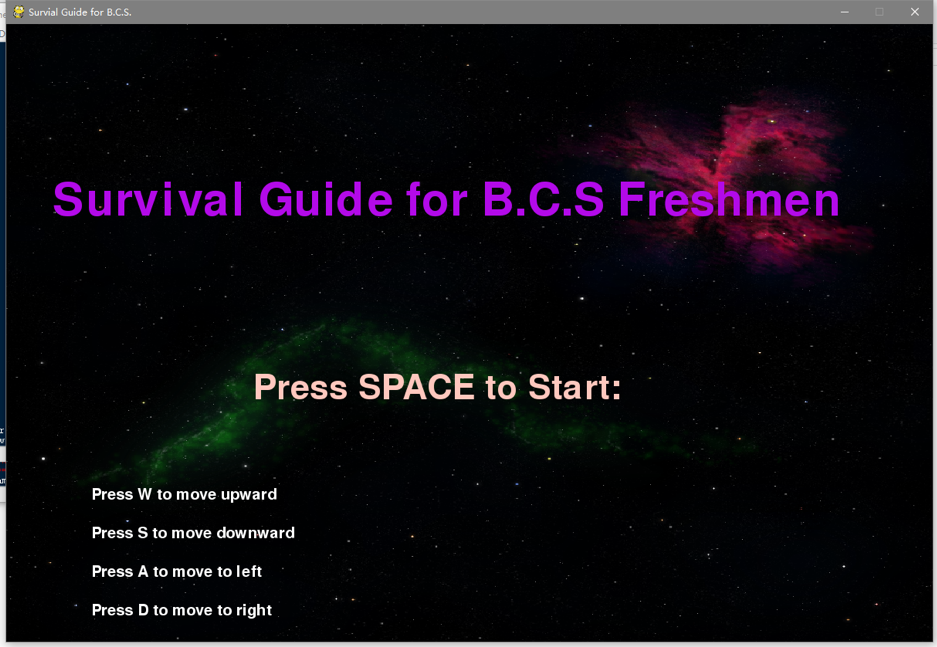 Survial Guide for B.C.S.
Survival Guide for B.C.S Freshmen
Press SPACE to Start:
Press W to move upward
Press S to move downward
Press A to move to left
Press D to move to right